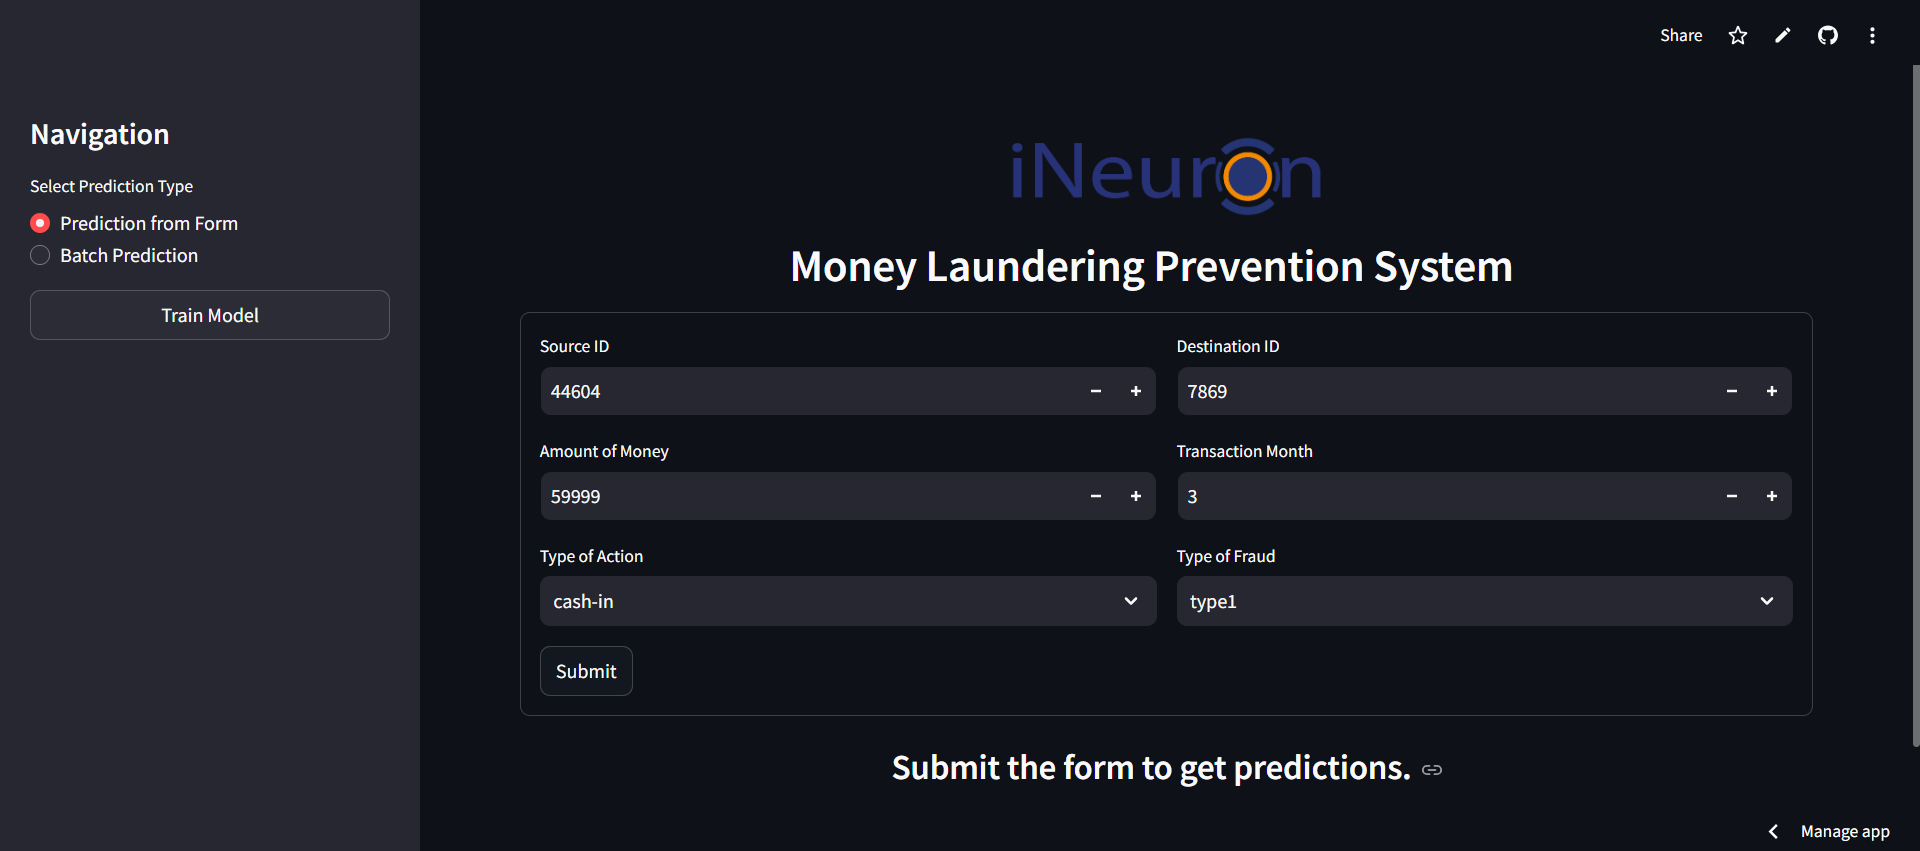 Share
Navigation
Select Prediction Type
Prediction from Form
Batch Prediction
Train Model
iNeuron
Money Laundering Prevention System
Source ID
44604
Destination ID
7869
Amount of Money
59999
Transaction Month
3
Type of Action
cash-in
Type of Fraud
type1
Submit
Submit the form to get predictions.
Manage app